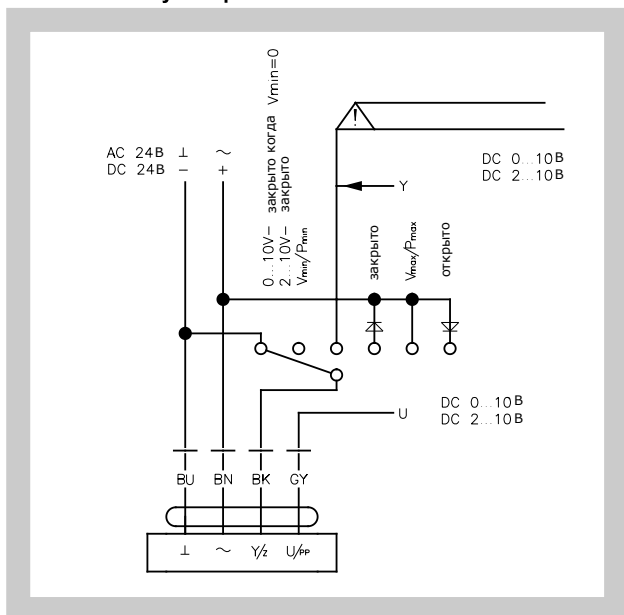 AC 24В ⊥ ~
DC 24В − +
0...10V– закрыто когда Vmin=0
2...10V– закрыто
Vmin/Pmin
!
DC 0...10В
DC 2...10В
Y
закрыто
Vmax/Pmax
открыто
U
DC 0...10В
DC 2...10В
BU BN BK GY
⊥ ~ Y/z U/PP